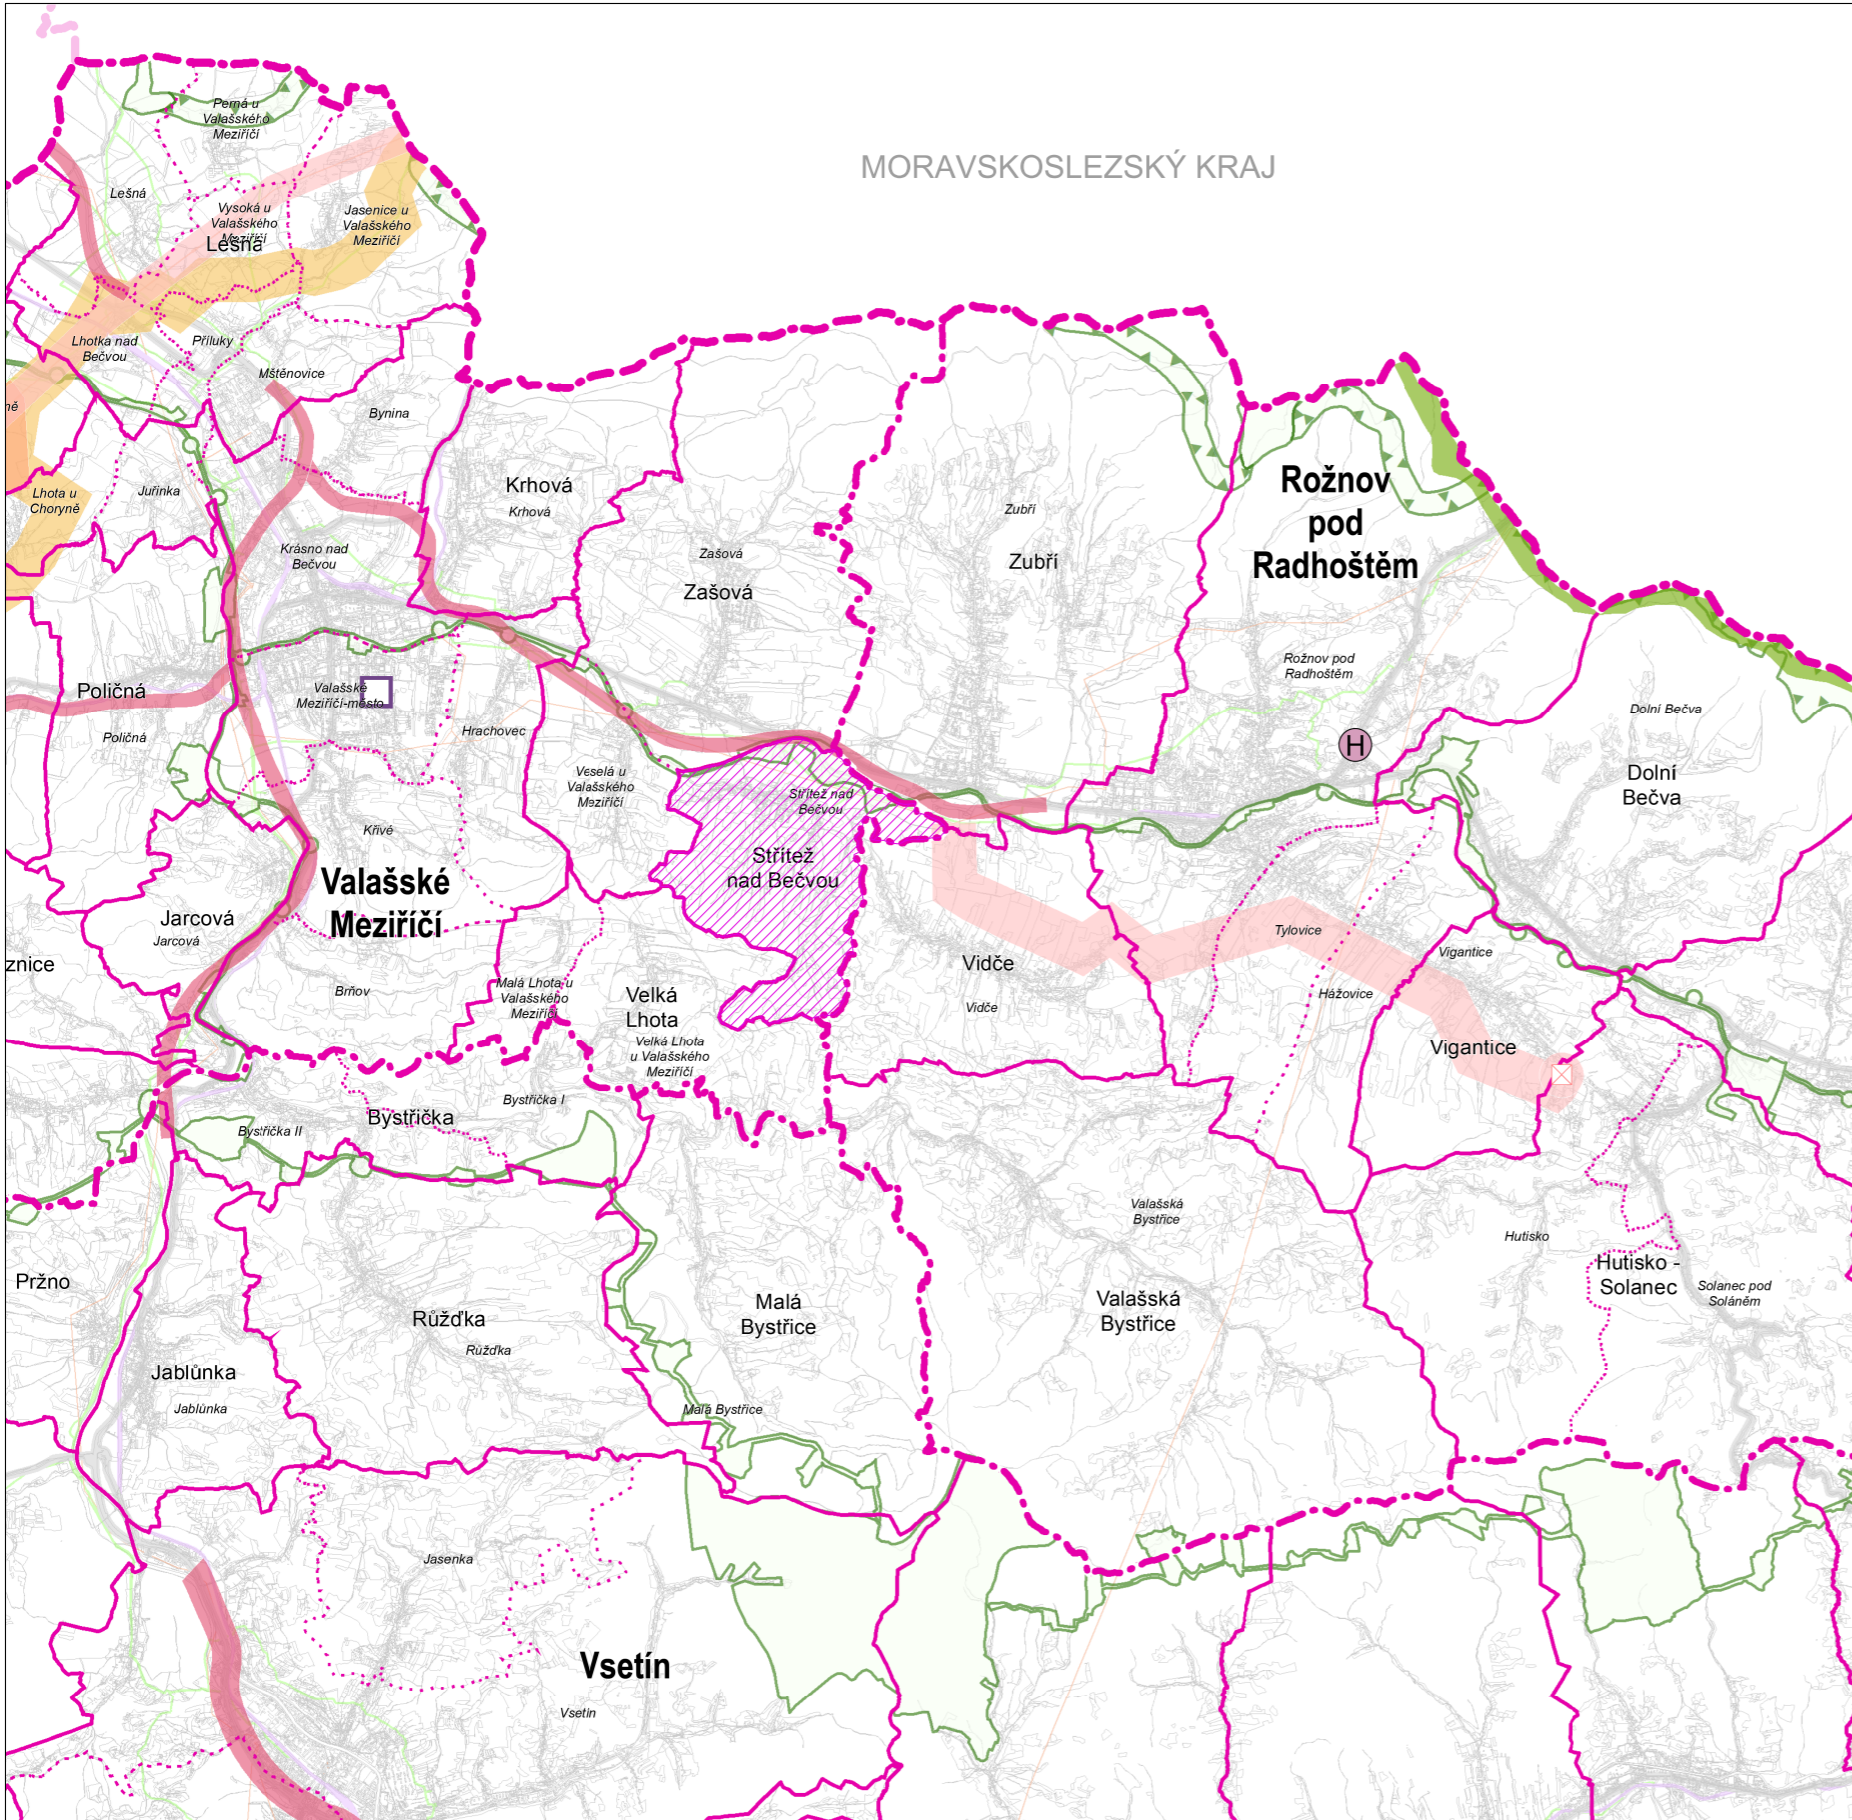 MORAVSKOSLEZSKÝ KRAJ
Perná u
Valašského
Meziříčí
Lešná
Vysoká u
Valašského
Meziříčí
Lešná
Jasenice u
Valašského
Meziříčí
Lhotka nad
Bečvou
Příluky
Mštěnovice
Bynina
ně
Lhota u
Choryně
Juřinka
Krásno nad
Bečvou
Krhová
Krhová
Zašová
Zašová
Zubří
Zubří
Rožnov
pod
Radhoštěm
Rožnov pod
Radhoštěm
H
Dolní Bečva
Dolní
Bečva
Poličná
Poličná
Valašské
Meziříčí-město
Hrachovec
Veselá u
Valašského
Meziříčí
Střítež nad
Bečvou
Střítež
nad Bečvou
Křivé
Valašské
Meziříčí
Jarcová
Jarcová
znice
Brňov
Malá Lhota u
Valašského
Meziříčí
Velká
Lhota
Velká Lhota
u Valašského
Meziříčí
Vidče
Vidče
Tylovice
Hážovice
Vigantice
Vigantice
Bystřička I
Bystřička
Bystřička II
Valašská
Bystřice
Valašská
Bystřice
Hutisko
Hutisko -
Solanec
Solanec pod
Soláněm
Pržno
Růžďka
Růžďka
Malá
Bystřice
Malá Bystřice
Jablůnka
Jablůnka
Jasenka
Vsetín
Vsetín